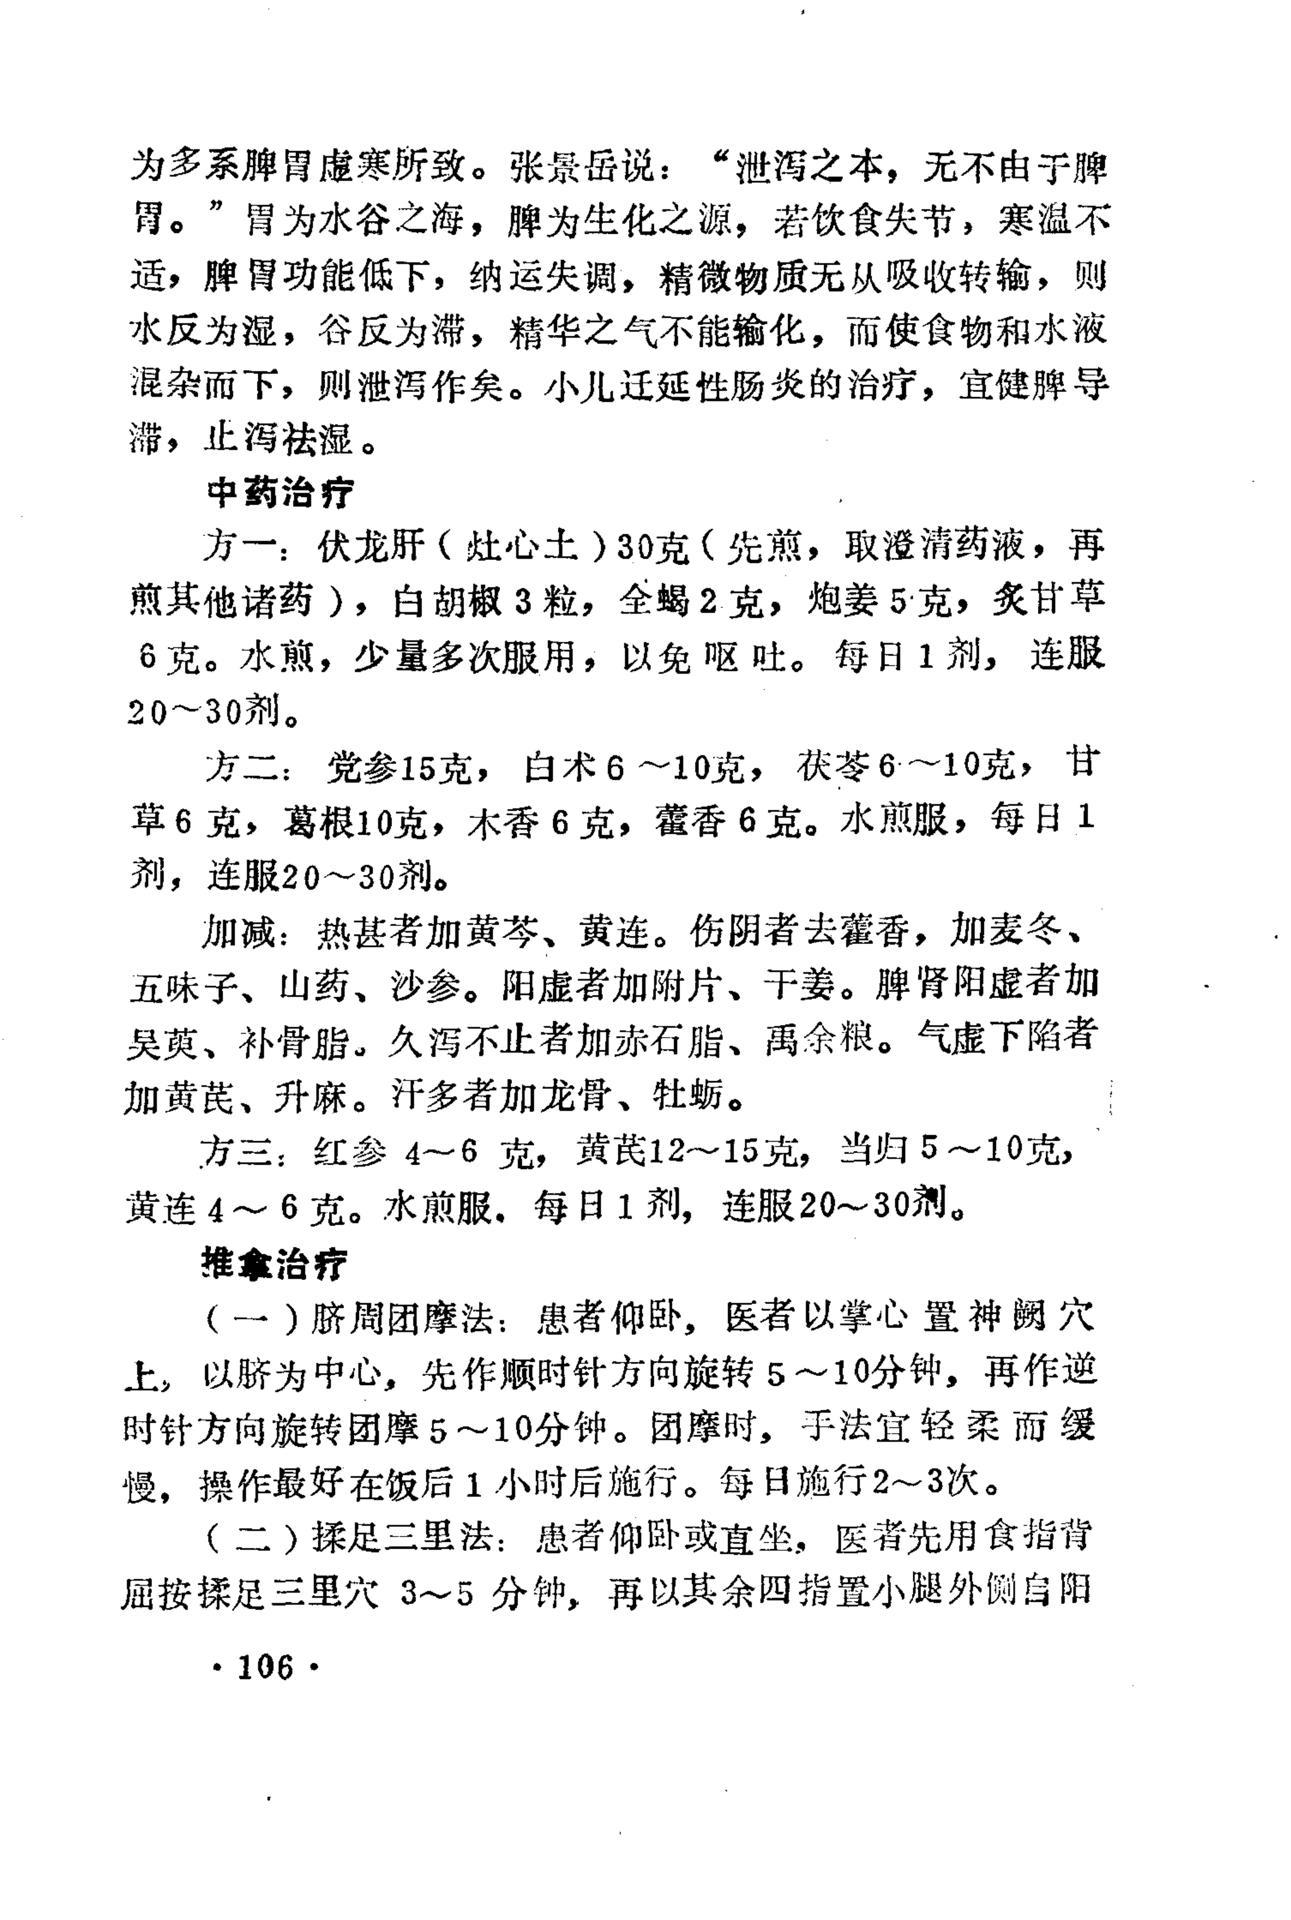 为多系脾胃虚寒所致。张景岳说：“泄泻之本，无不由于脾
胃。”胃为水谷之海，脾为生化之源，若饮食失节，寒温不
适，脾胃功能低下，纳运失调，精微物质无从吸收转输，则
水反为湿，谷反为滞，精华之气不能输化，而使食物和水液
混杂而下，则泄泻作矣。小儿迁延性肠炎的治疗，宜健脾导
滞，止泻祛湿。
中药治疗
方一：伏龙肝（灶心土）30克（先煎，取澄清药液，再
煎其他诸药），白胡椒3粒，全蝎2克，炮姜5克，炙甘草
6克。水煎，少量多次服用，以免呕吐。每日1剂，连服
20～30剂。
方二：党参15克，白术6～10克，茯苓6～10克，甘
草6克，葛根10克，木香6克，藿香6克。水煎服，每日1
剂，连服20～30剂。
加减：热甚者加黄芩、黄连。伤阴者去藿香，加麦冬、
五味子、山药、沙参。阳虚者加附片、干姜。脾肾阳虚者加
吴萸、补骨脂。久泻不止者加赤石脂、禹余粮。气虚下陷者
加黄芪、升麻。汗多者加龙骨、牡蛎。
方三：红参4～6克，黄芪12～15克，当归5～10克，
黄连4～6克。水煎服．每日1剂，连服20～30剂。
推拿治疗
（一）脐周团摩法：患者仰卧，医者以掌心置神阙穴
上，以脐为中心，先作顺时针方向旋转5～10分钟，再作逆
时针方向旋转团摩5～10分钟。团摩时，手法宜轻柔而缓
慢，操作最好在饭后1小时后施行。每日施行2～3次。
（二）揉足三里法：患者仰卧或直坐，医者先用食指背
屈按揉足三里穴3～5分钟，再以其余四指置小腿外侧自阳
·106·